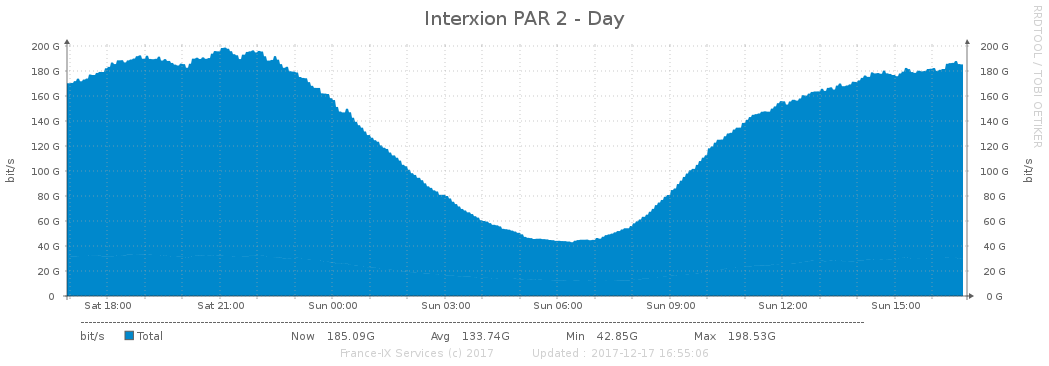 Interxion PAR 2 - Day
RRDTOOL / TOBI OETIKER
bit/s
200 G
180 G
160 G
140 G
120 G
100 G
80 G
60 G
40 G
20 G
0
200 G
180 G
160 G
140 G
120 G
100 G
80 G
60 G
40 G
20 G
0 G
bit/s
Sat 18:00 Sat 21:00 Sun 00:00 Sun 03:00 Sun 06:00 Sun 09:00 Sun 12:00 Sun 15:00
bit/s Total Now 185.09G Avg 133.74G Min 42.85G Max 198.53G
France-IX Services (c) 2017 Updated : 2017-12-17 16:55:06